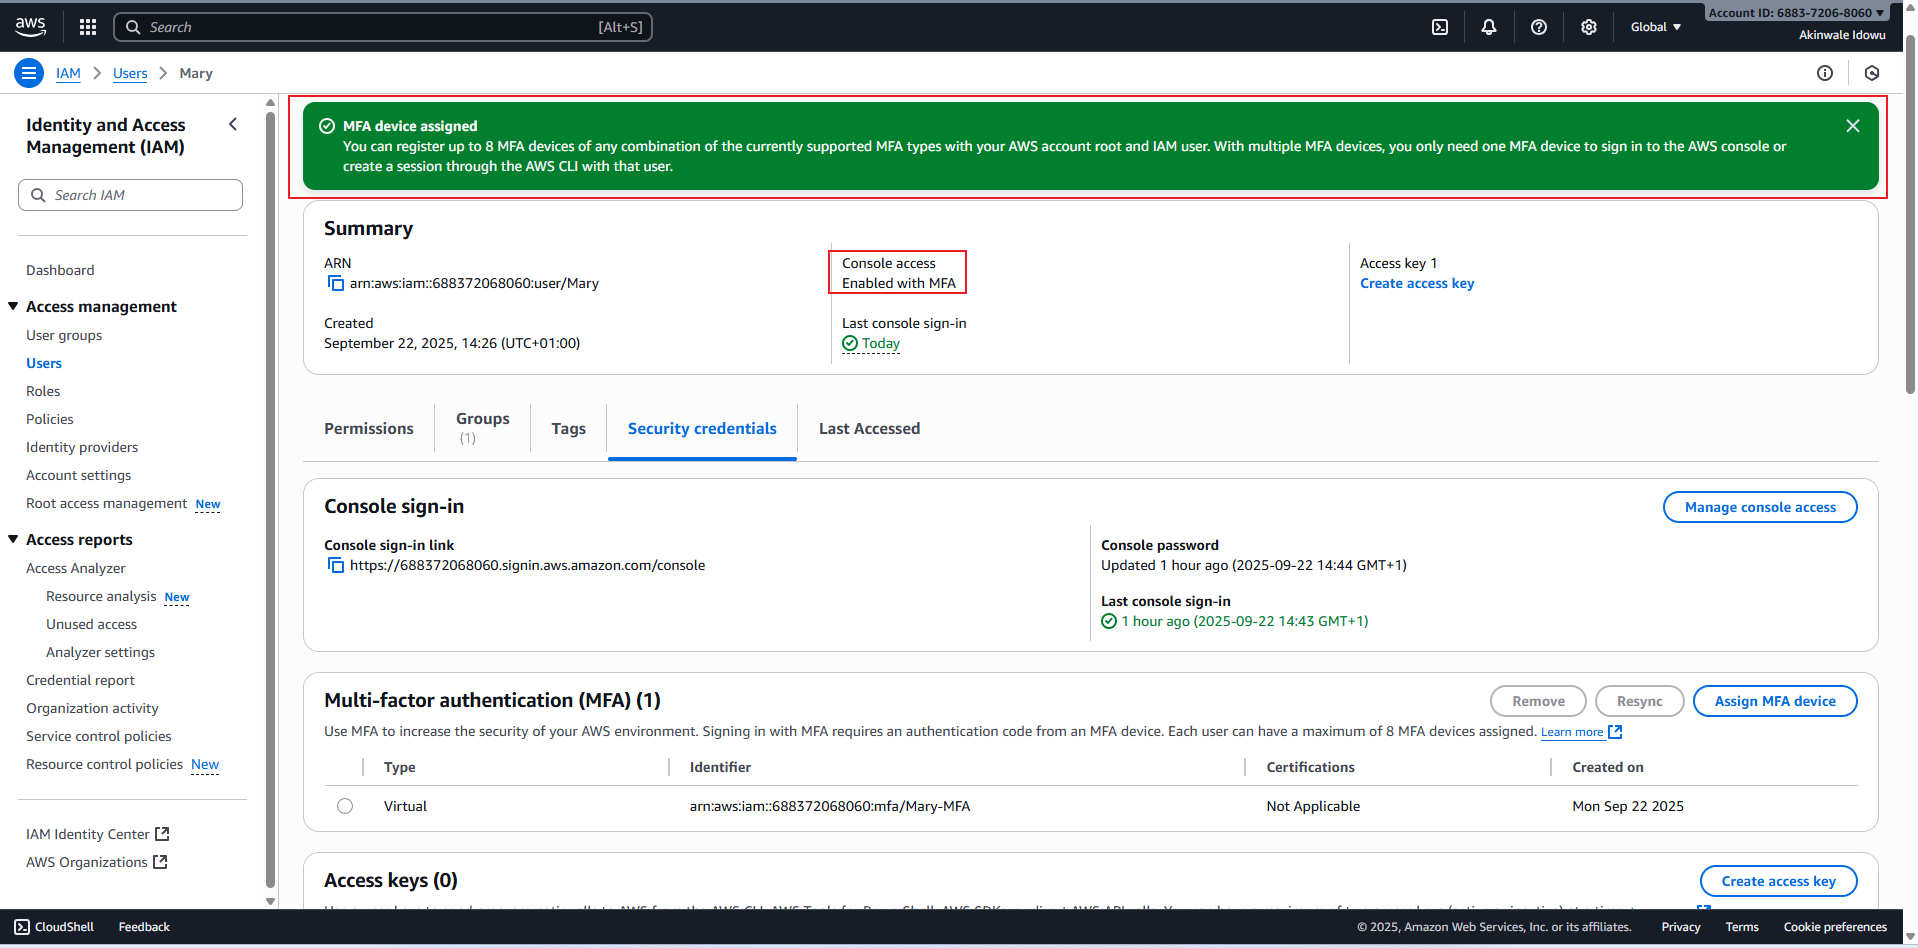 aws
Search
[Alt+S]
Global
Account ID: 6883-7206-8060
Akinwale Idowu
IAM
Users
Mary
Identity and Access
Management (IAM)
Search IAM
Dashboard
Access management
User groups
Users
Roles
Policies
Identity providers
Account settings
Root access management New
Access reports
Access Analyzer
Resource analysis New
Unused access
Analyzer settings
Credential report
Organization activity
Service control policies
Resource control policies New
IAM Identity Center
AWS Organizations
MFA device assigned
You can register up to 8 MFA devices of any combination of the currently supported MFA types with your AWS account root and IAM user. With multiple MFA devices, you only need one MFA device to sign in to the AWS console or
create a session through the AWS CLI with that user.
Summary
ARN
arn:aws:iam::688372068060:user/Mary
Created
September 22, 2025, 14:26 (UTC+01:00)
Console access
Enabled with MFA
Last console sign-in
Today
Access key 1
Create access key
Permissions
Groups
(1)
Tags
Security credentials
Last Accessed
Console sign-in
Manage console access
Console sign-in link
https://688372068060.signin.aws.amazon.com/console
Console password
Updated 1 hour ago (2025-09-22 14:44 GMT+1)
Last console sign-in
1 hour ago (2025-09-22 14:43 GMT+1)
Multi-factor authentication (MFA) (1)
Remove
Resync
Assign MFA device
Use MFA to increase the security of your AWS environment. Signing in with MFA requires an authentication code from an MFA device. Each user can have a maximum of 8 MFA devices assigned. Learn more
Type
Identifier
Certifications
Created on
Virtual
arn:aws:iam::688372068060:mfa/Mary-MFA
Not Applicable
Mon Sep 22 2025
Access keys (0)
Create access key
CloudShell
Feedback
© 2025, Amazon Web Services, Inc. or its affiliates.
Privacy
Terms
Cookie preferences